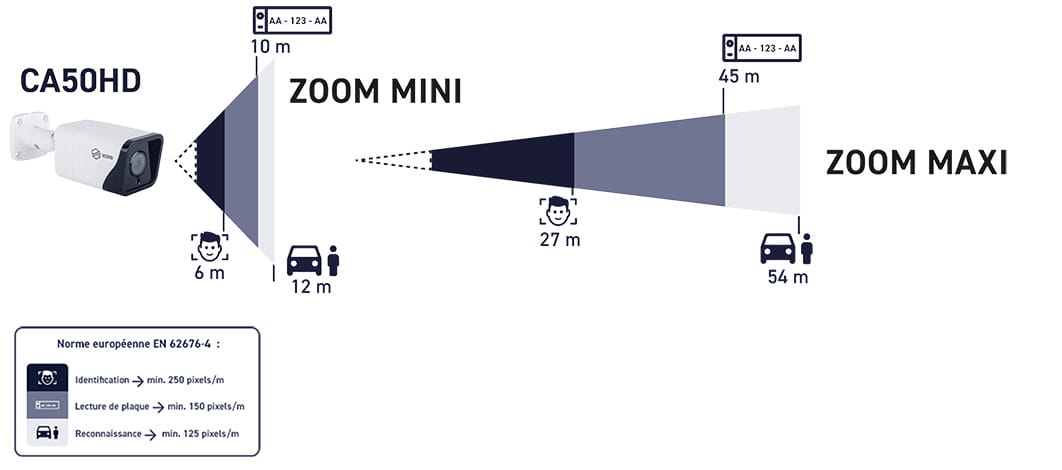 AA - 123 - AA
10 m
CA50HD
ZOOM MINI
6 m
12 m
AA - 123 - AA
45 m
ZOOM MAXI
27 m
54 m
Norme européenne EN 62676-4 :
Identification → min. 250 pixels/m
Lecture de plaque → min. 150 pixels/m
Reconnaissance → min. 125 pixels/m